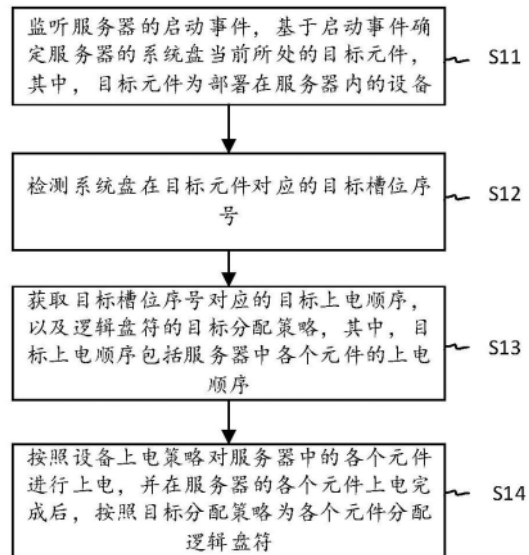 监听服务器的启动事件，基于启动事件确
定服务器的系统盘当前所处的目标元件，
其中，目标元件为部署在服务器内的设备
S11
检测系统盘在目标元件对应的目标槽位序
号
S12
获取目标槽位序号对应的目标上电顺序，
以及逻辑盘符的目标分配策略，其中，目
标上电顺序包括服务器中各个元件的上电
顺序
S13
按照设备上电策略对服务器中的各个元件
进行上电，并在服务器的各个元件上电完
成后，按照目标分配策略为各个元件分配
逻辑盘符
S14